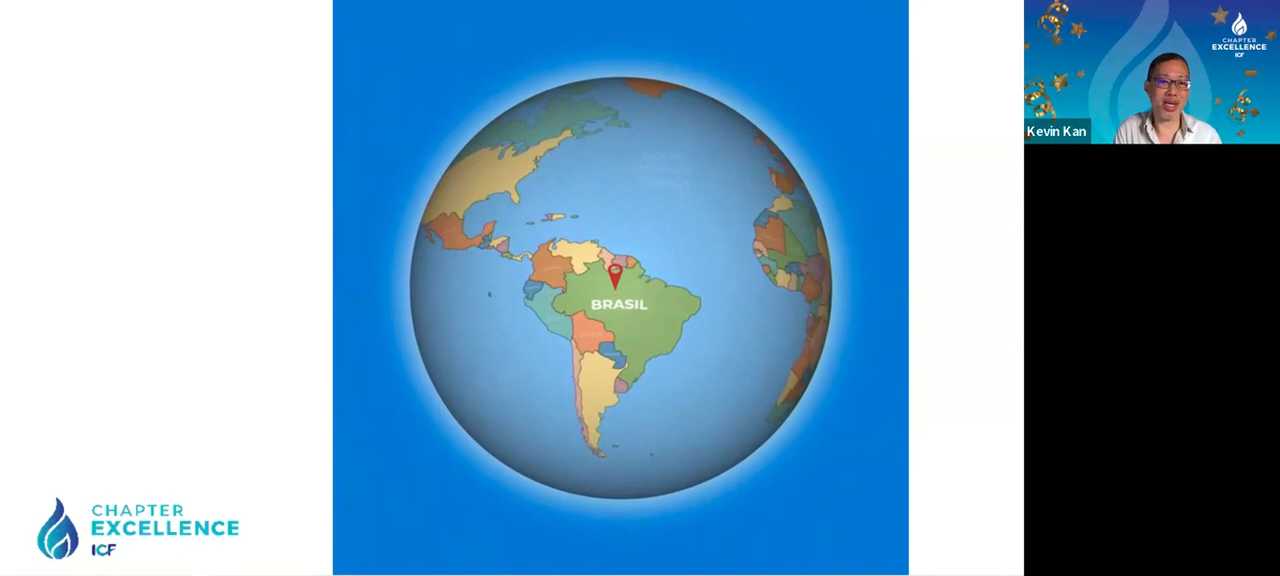 BRASIL
CHAPTER
EXCELLENCE
ICF
CHAPTER
EXCELLENCE
ICF
Kevin Kan